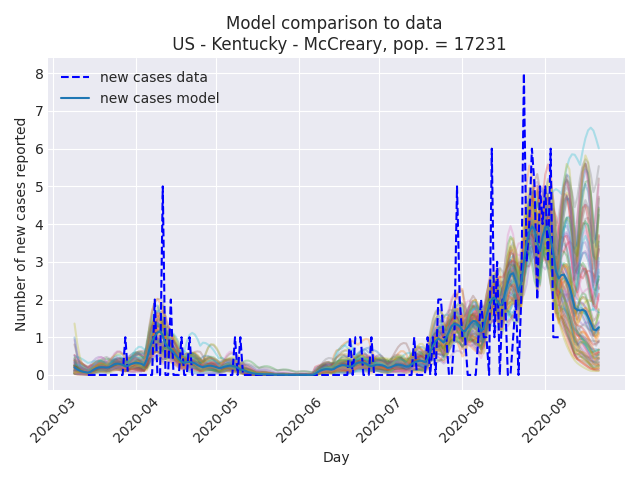 Model comparison to data
US - Kentucky - McCreary, pop. = 17231
new cases data
new cases model
Number of new cases reported
8
7
6
5
4
3
2
1
0
2020-03
2020-04
2020-05
2020-06
2020-07
2020-08
2020-09
Day